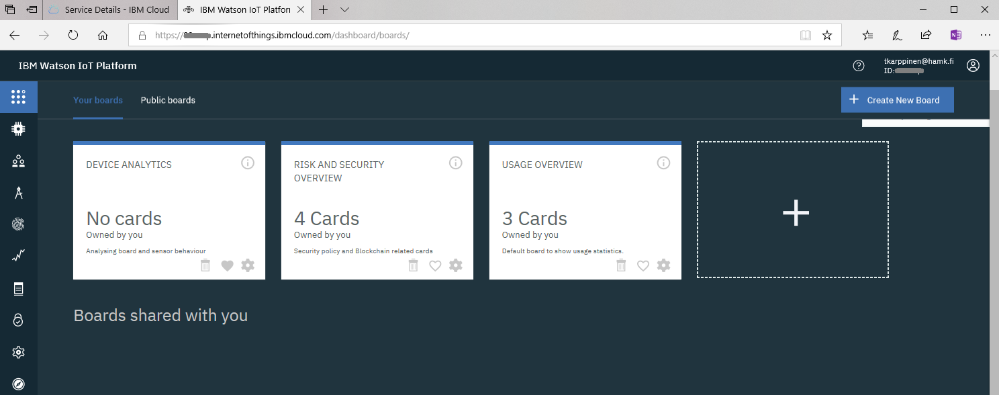 Service Details - IBM Cloud
IBM Watson IoT Platform
https://
.internetofthings.ibmcloud.com/dashboard/boards/
IBM Watson IoT Platform
tkarppinen@hamk.fi
ID:
Your boards
Public boards
Create New Board
DEVICE ANALYTICS
No cards
Owned by you
Analysing board and sensor behaviour
RISK AND SECURITY
OVERVIEW
4 Cards
Owned by you
Security policy and Blockchain related cards
USAGE OVERVIEW
3 Cards
Owned by you
Default board to show usage statistics.
Boards shared with you